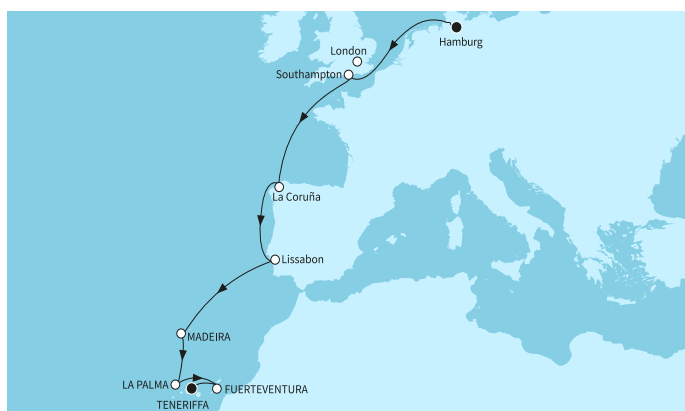 Hamburg
London
Southampton
La Coruña
Lissabon
MADEIRA
LA PALMA
FUERTEVENTURA
TENERIFFA